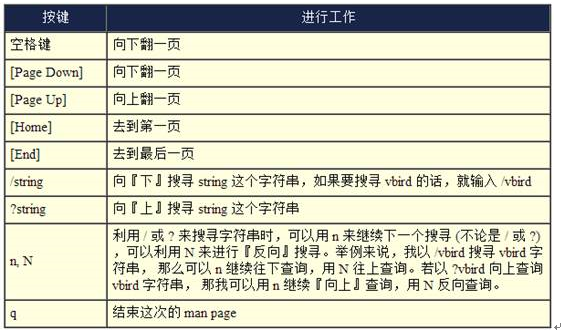 按键 进行工作
空格键 向下翻一页
[Page Down] 向下翻一页
[Page Up] 向上翻一页
[Home] 去到第一页
[End] 去到最后一页
/string 向『下』搜寻 string 这个字符串，如果要搜寻 vbird 的话，就输入 /vbird
?string 向『上』搜寻 string 这个字符串
n, N 利用 / 或 ? 来搜寻字符串时，可以用 n 来继续下一个搜寻 (不论是 / 或 ?)
，可以利用 N 来进行『反向』搜寻。举例来说，我以 /vbird 搜寻 vbird 字
符串， 那么可以 n 继续往下查询，用 N 往上查询。若以 ?vbird 向上查询
vbird 字符串， 那我可以用 n 继续『向上』查询，用 N 反向查询。
q 结束这次的 man page